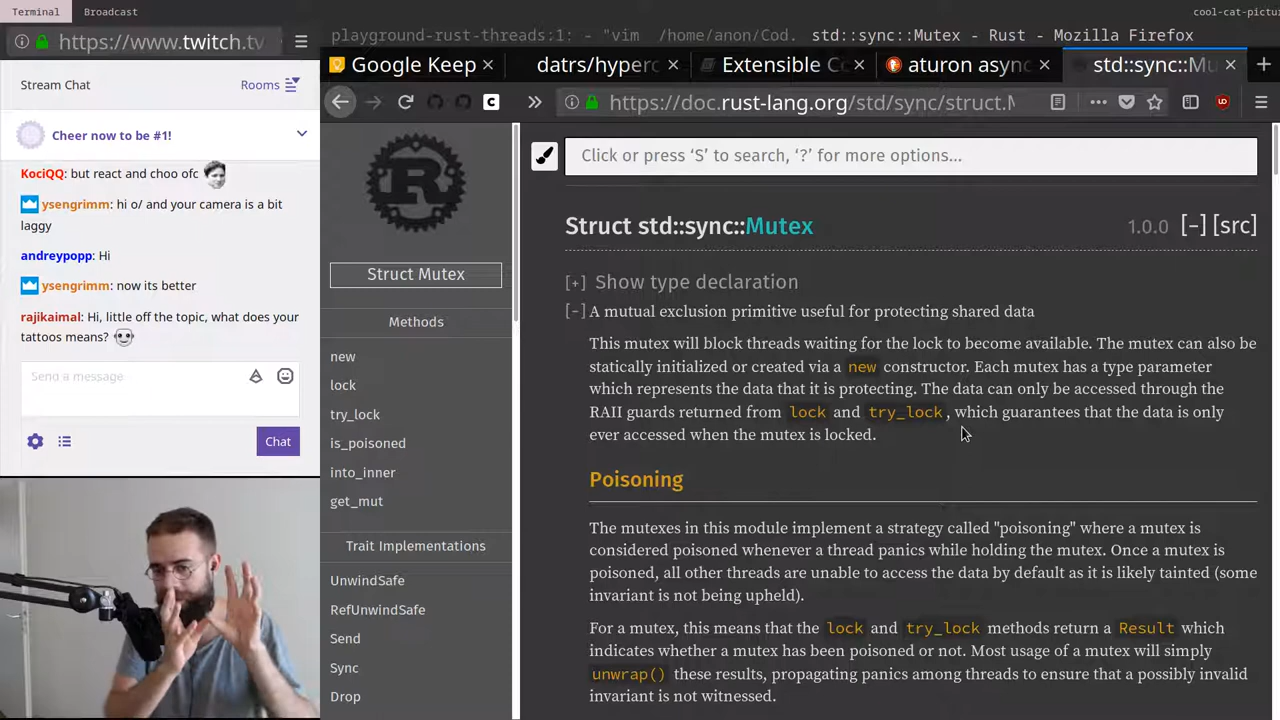 Terminal
Broadcast
cool-cat-pictu
https://www.twitch.tv
playground-rust-threads:1; - "vim /home/anon/Cod. std::sync::Mutex - Rust - Mozilla Firefox
Google Keep
datrs/hyperc
Extensible Co
aturon async
std::sync::Mu
https://doc.rust-lang.org/std/sync/struct.M
Stream Chat
Rooms
Cheer now to be #1!
KociQQ: but react and choo ofc
ysengrimm: hi o/ and your camera is a bit
laggy
andreypopp: Hi
ysengrimm: now its better
rajikaimal: Hi, little off the topic, what does your
tattoos means?
Send a message
Chat
Struct Mutex
Methods
new
lock
try_lock
is_poisoned
into_inner
get_mut
Trait Implementations
UnwindSafe
RefUnwindSafe
Send
Sync
Drop
Click or press ‘S’ to search, ‘?’ for more options…
Struct std::sync::Mutex
1.0.0 [−] [src]
[+] Show type declaration
[-] A mutual exclusion primitive useful for protecting shared data
This mutex will block threads waiting for the lock to become available. The mutex can also be
statically initialized or created via a new constructor. Each mutex has a type parameter
which represents the data that it is protecting. The data can only be accessed through the
RAII guards returned from lock and try_lock, which guarantees that the data is only
ever accessed when the mutex is locked.
Poisoning
The mutexes in this module implement a strategy called "poisoning" where a mutex is
considered poisoned whenever a thread panics while holding the mutex. Once a mutex is
poisoned, all other threads are unable to access the data by default as it is likely tainted (some
invariant is not being upheld).
For a mutex, this means that the lock and try_lock methods return a Result which
indicates whether a mutex has been poisoned or not. Most usage of a mutex will simply
unwrap() these results, propagating panics among threads to ensure that a possibly invalid
invariant is not witnessed.